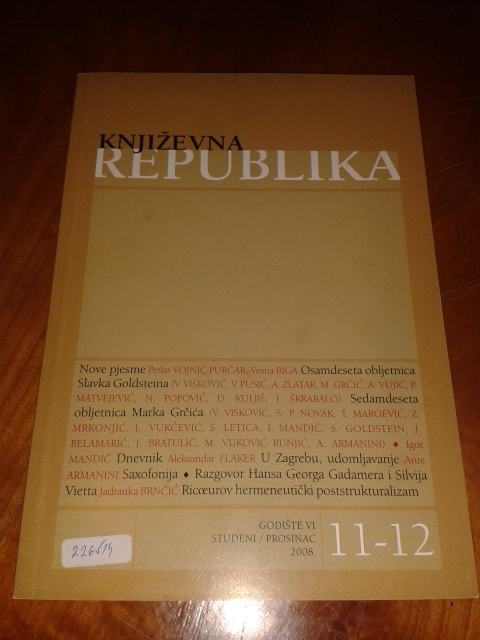 KNJIŽEVNA
REPUBLIKA
Nove pjesme Petko VOJNIĆ PURČAR, Vesna BIGA Osamdeseta obljetnica
Slavka Goldsteina (V. VISKOVIĆ, V. PUSIĆ, A. ZLATAR, M. GRČIĆ, A. VUJIĆ, P.
MATVEJEVIĆ, N. POPOVIĆ, D. KULJIŠ, I. ŠKRABALO) Sedamdeseta
obljetnica Marka Grčića (V. VISKOVIĆ, S. P. NOVAK, T. MAROEVIĆ, Z.
MRKONJIĆ, L. VUKČEVIĆ, S. LETICA, I. MANDIĆ, S. GOLDSTEIN, J.
BELAMARIĆ, J. BRATULIĆ, M. VUKOVIĆ RUNJIĆ, A. ARMANINI) ♦ Igor
MANDIĆ Dnevnik Aleksandar FLAKER U Zagrebu, udomljavanje Ante
ARMANINI Saxofonija ♦ Razgovor Hansa Georga Gadamera i Silvija
Vietta Jadranka BRNČIĆ Ricœurov hermeneutički poststrukturalizam
GODIŠTE VI
STUDENI / PROSINAC
2008.
11-12